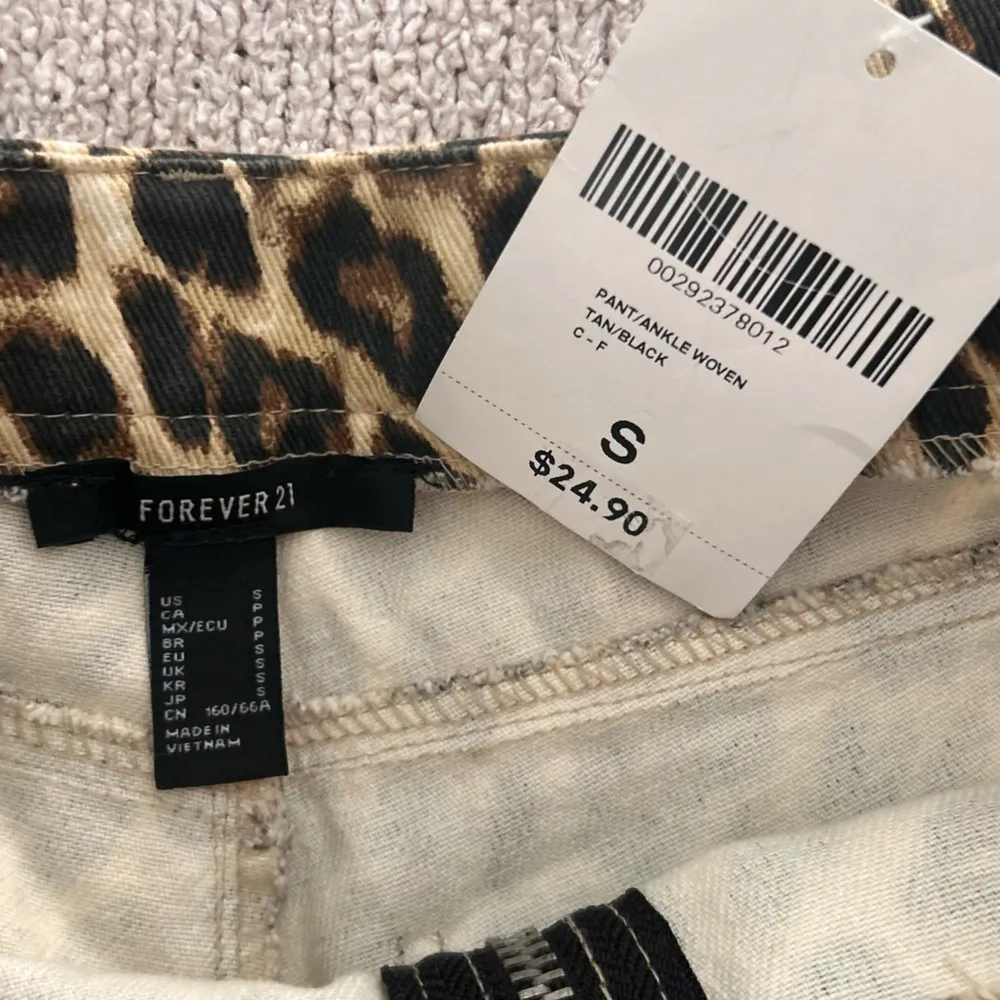 00292378012
PANT/ANKLE WOVEN
TAN/BLACK
C - F
S
$24.90
FOREVER 21
US S
CA P
MX/ECU P
BR P
EU S
UK S
KR S
JP S
CN 160/66A
MADE IN
VIETNAM